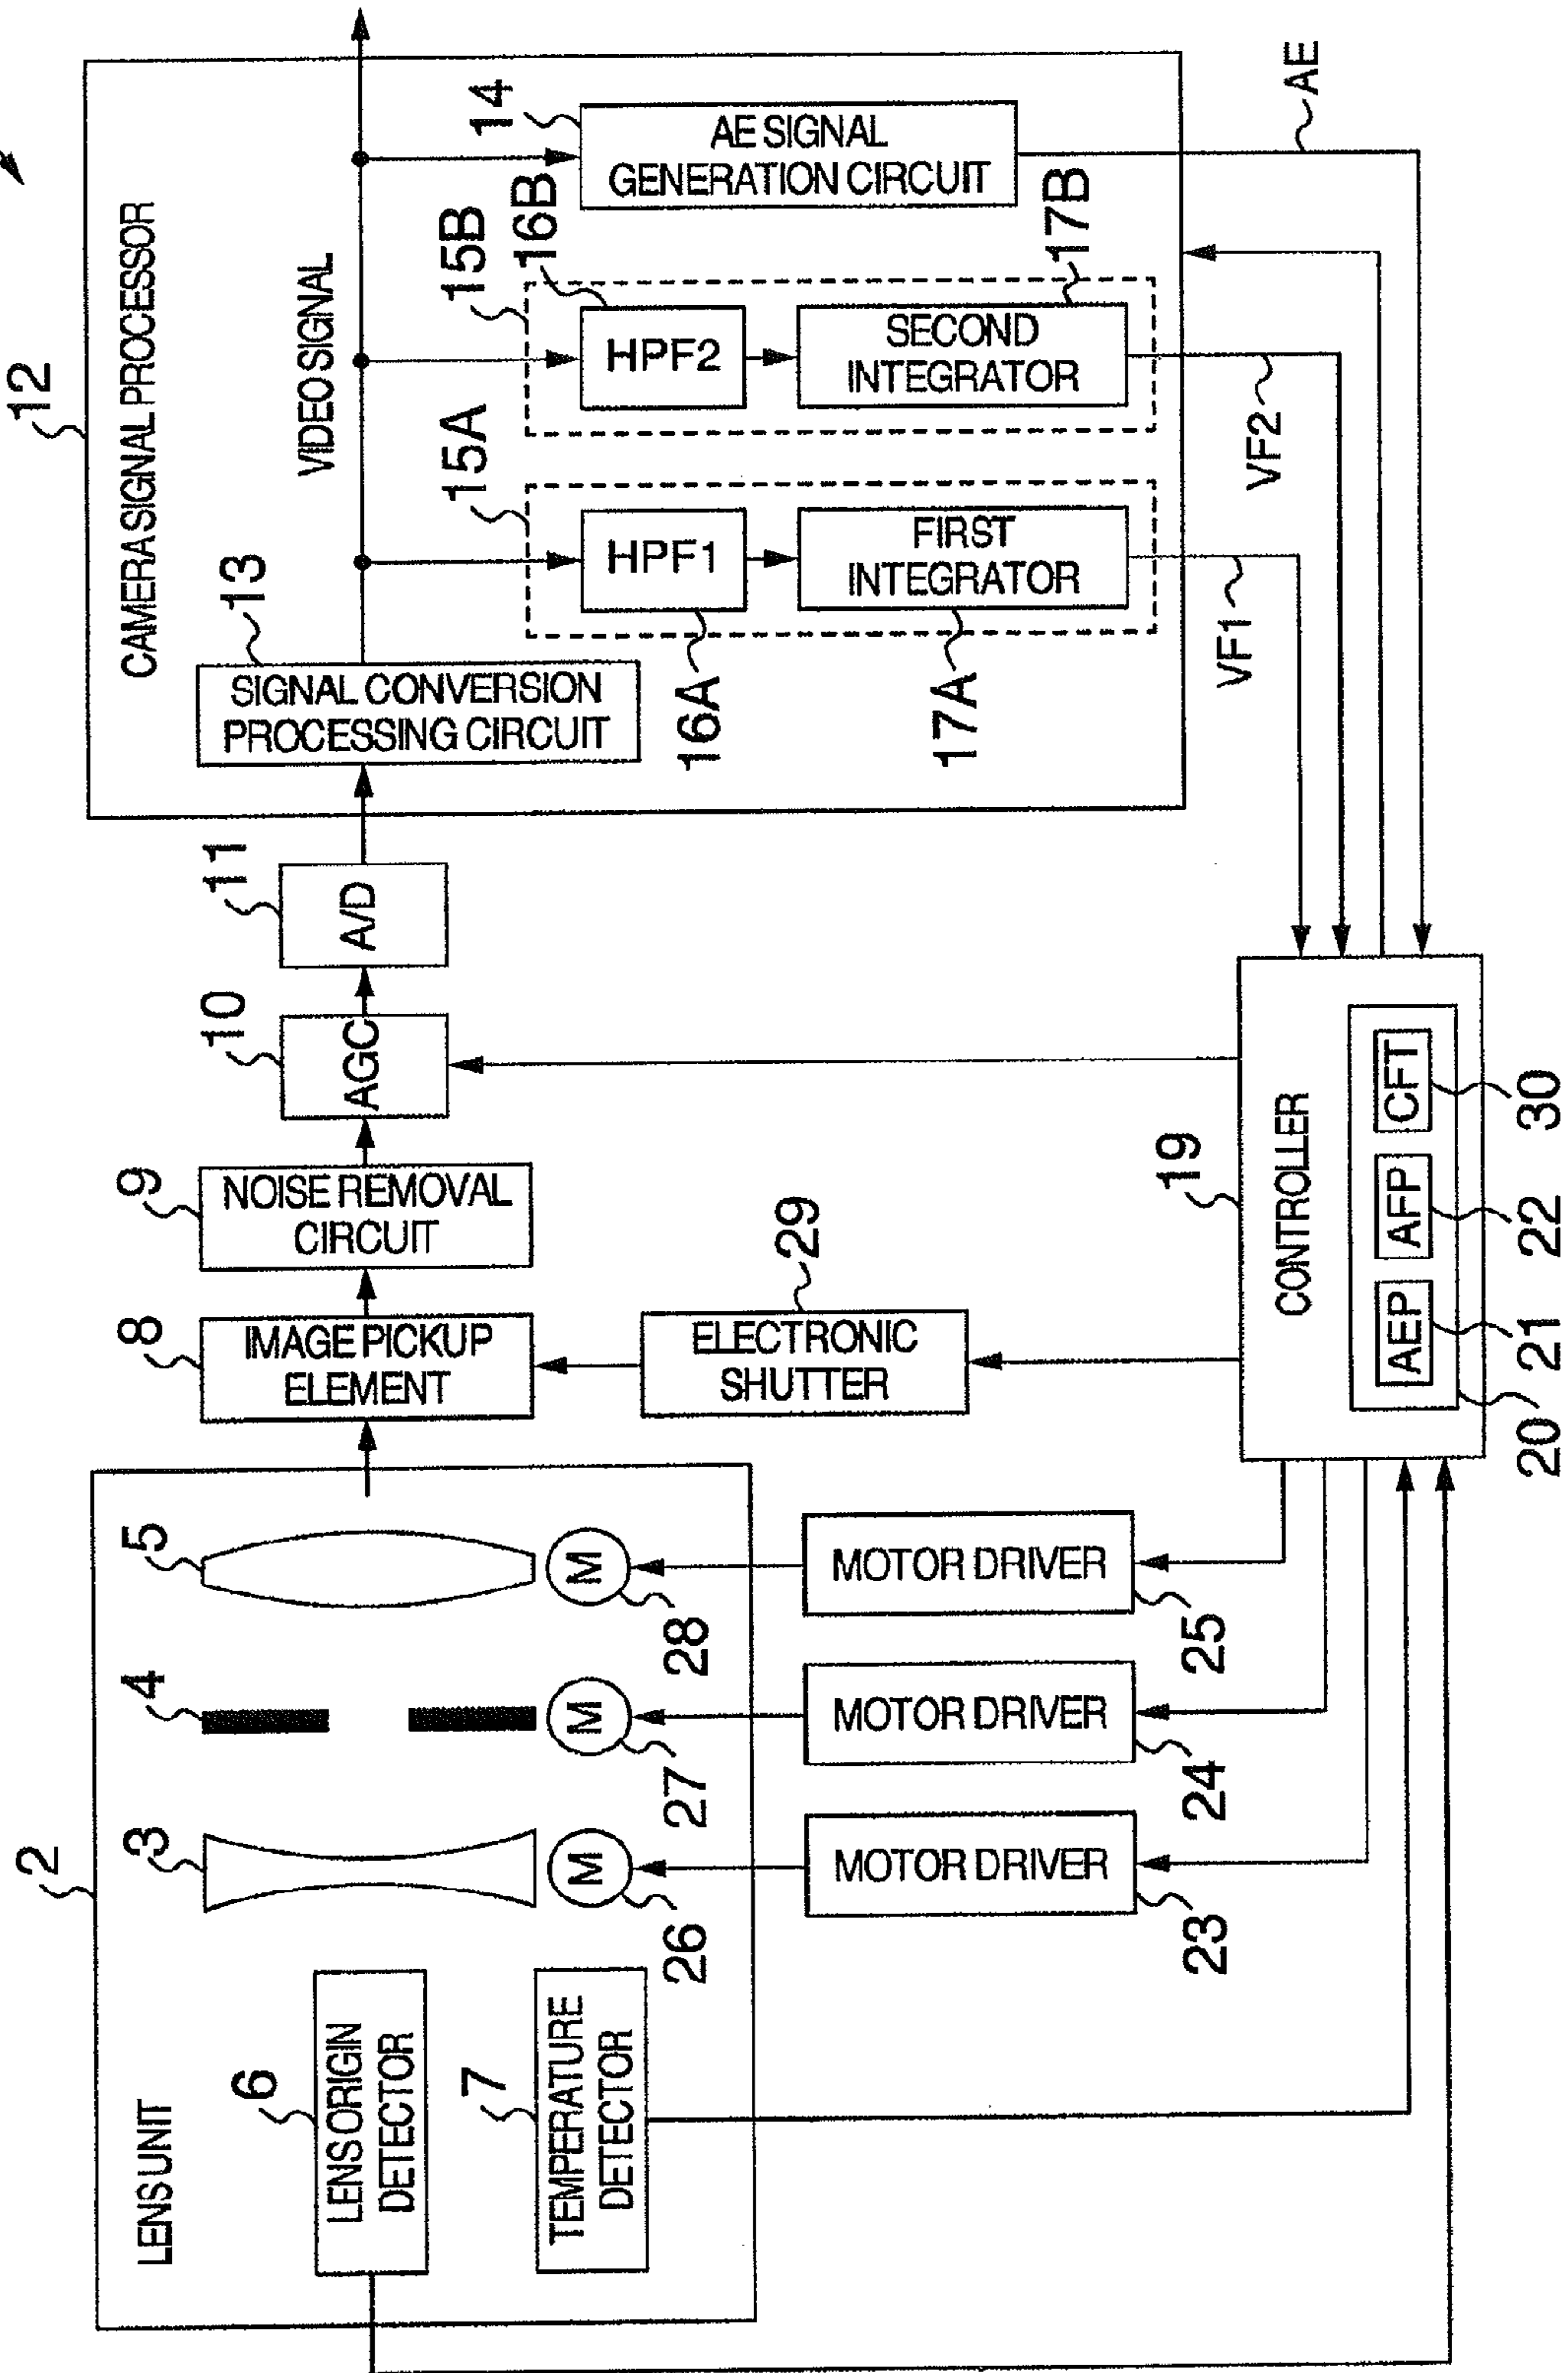 12
CAMERA SIGNAL PROCESSOR
2
LENS UNIT
6
LENS ORIGIN
DETECTOR
7
TEMPERATURE
DETECTOR
3
4
5
M
26
M
27
M
28
8
IMAGE PICKUP
ELEMENT
9
NOISE REMOVAL
CIRCUIT
10
AGC
11
A/D
13
SIGNAL CONVERSION
PROCESSING CIRCUIT
VIDEO SIGNAL
15A
HPF1
16A
FIRST
INTEGRATOR
17A
15B
16B
HPF2
SECOND
INTEGRATOR
17B
14
AE SIGNAL
GENERATION CIRCUIT
VF1
VF2
AE
MOTOR DRIVER
23
MOTOR DRIVER
24
MOTOR DRIVER
25
29
ELECTRONIC
SHUTTER
19
CONTROLLER
AEP
AFP
CFT
20
21
22
30